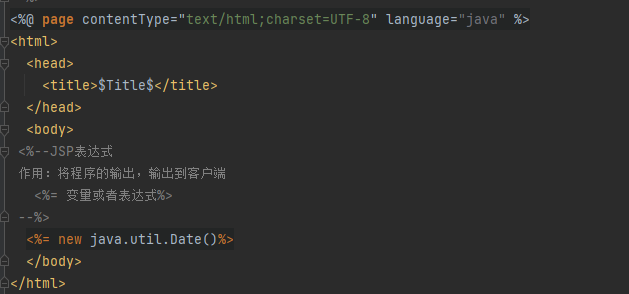 <%@ page contentType="text/html;charset=UTF-8" language="java" %>
<html>
<head>
<title>$Title$</title>
</head>
<body>
<%--JSP表达式
作用：将程序的输出，输出到客户端
<%= 变量或者表达式%>
--%>
<%= new java.util.Date()%>
</body>
</html>